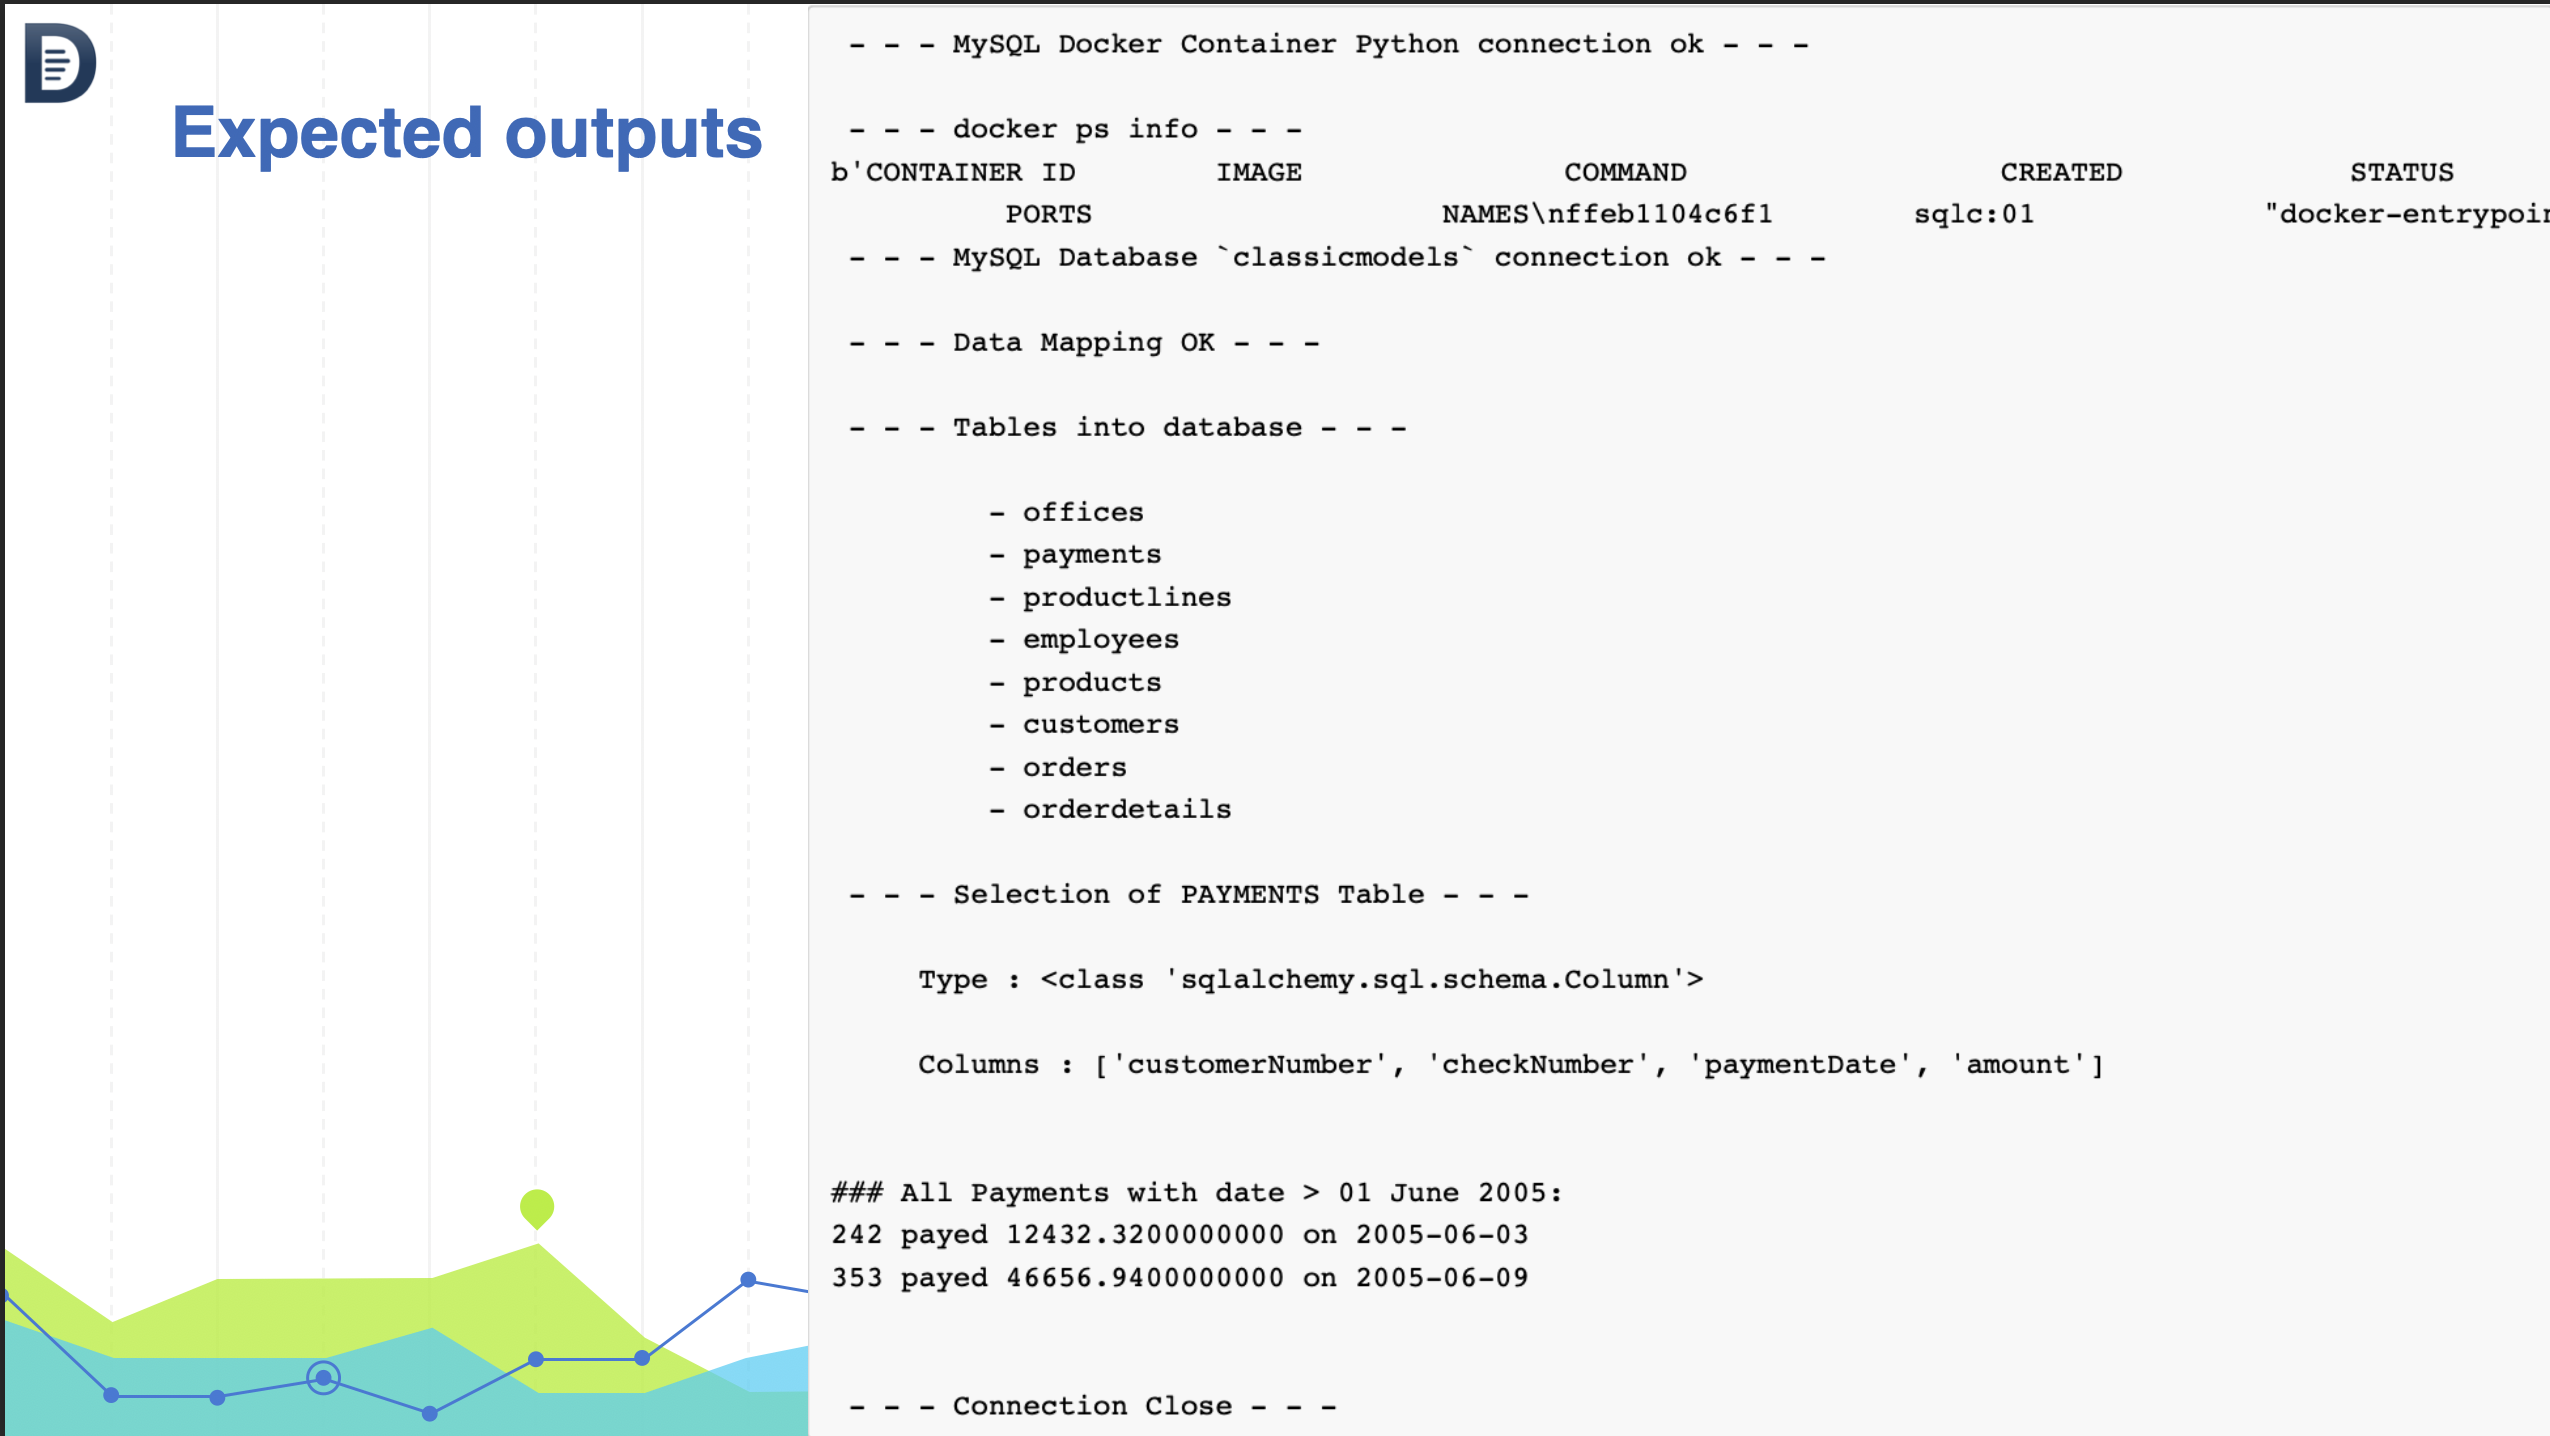 Expected outputs
- - - MySQL Docker Container Python connection ok - - -
- - - docker ps info - - -
b'CONTAINER ID        IMAGE               COMMAND                  CREATED             STATUS
          PORTS                    NAMES\nffeb1104c6f1        sqlc:01             "docker-entrypoin
- - - MySQL Database `classicmodels` connection ok - - -
- - - Data Mapping OK - - -
- - - Tables into database - - -
- offices
- payments
- productlines
- employees
- products
- customers
- orders
- orderdetails
- - - Selection of PAYMENTS Table - - -
Type : <class 'sqlalchemy.sql.schema.Column'>
Columns : ['customerNumber', 'checkNumber', 'paymentDate', 'amount']
### All Payments with date > 01 June 2005:
242 payed 12432.3200000000 on 2005-06-03
353 payed 46656.9400000000 on 2005-06-09
- - - Connection Close - - -